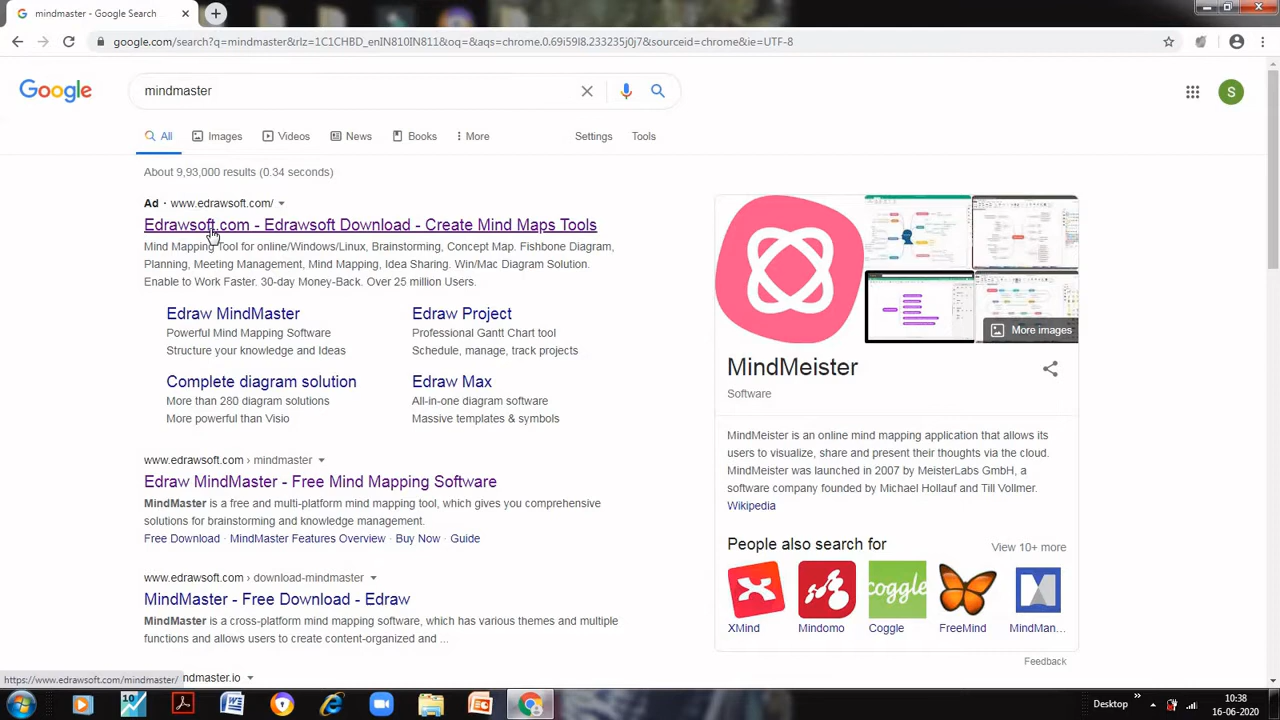 mindmaster - Google Search
google.com/search?q=mindmaster&rlz=1C1CHBD_enIN810IN811&oq=&aqs=chrome.0.69i59l8.233235j0j7&sourceid=chrome&ie=UTF-8
Google
mindmaster
All
Images
Videos
News
Books
More
Settings
Tools
S
About 9,93,000 results (0.34 seconds)
Ad · www.edrawsoft.com/
Edrawsoft.com - Edrawsoft Download - Create Mind Maps Tools
Mind Mapping Tool for online/Windows/Linux, Brainstorming, Concept Map. Fishbone Diagram,
Planning, Meeting Management, Mind Mapping, Idea Sharing. Win/Mac Diagram Solution.
Enable to Work Faster. Back. Over 25 million Users.
Edraw MindMaster
Powerful Mind Mapping Software
Structure your knowledge and Ideas
Edraw Project
Professional Gantt Chart tool
Schedule, manage, track projects
Complete diagram solution
More than 280 diagram solutions
More powerful than Visio
Edraw Max
All-in-one diagram software
Massive templates & symbols
www.edrawsoft.com › mindmaster
Edraw MindMaster - Free Mind Mapping Software
MindMaster is a free and multi-platform mind mapping tool, which gives you comprehensive
solutions for brainstorming and knowledge management.
Free Download · MindMaster Features Overview · Buy Now · Guide
www.edrawsoft.com › download-mindmaster
MindMaster - Free Download - Edraw
MindMaster is a cross-platform mind mapping software, which has various themes and multiple
functions and allows users to create content-organized and ...
https://www.edrawsoft.com/mindmaster/
ndmaster.io
More images
MindMeister
Software
MindMeister is an online mind mapping application that allows its
users to visualize, share and present their thoughts via the cloud.
MindMeister was launched in 2007 by MeisterLabs GmbH, a
software company founded by Michael Hollauf and Till Vollmer.
Wikipedia
People also search for
View 10+ more
coggle
XMind
Mindomo
Coggle
FreeMind
MindMan...
Feedback
10
Desktop
10:38
16-06-2020